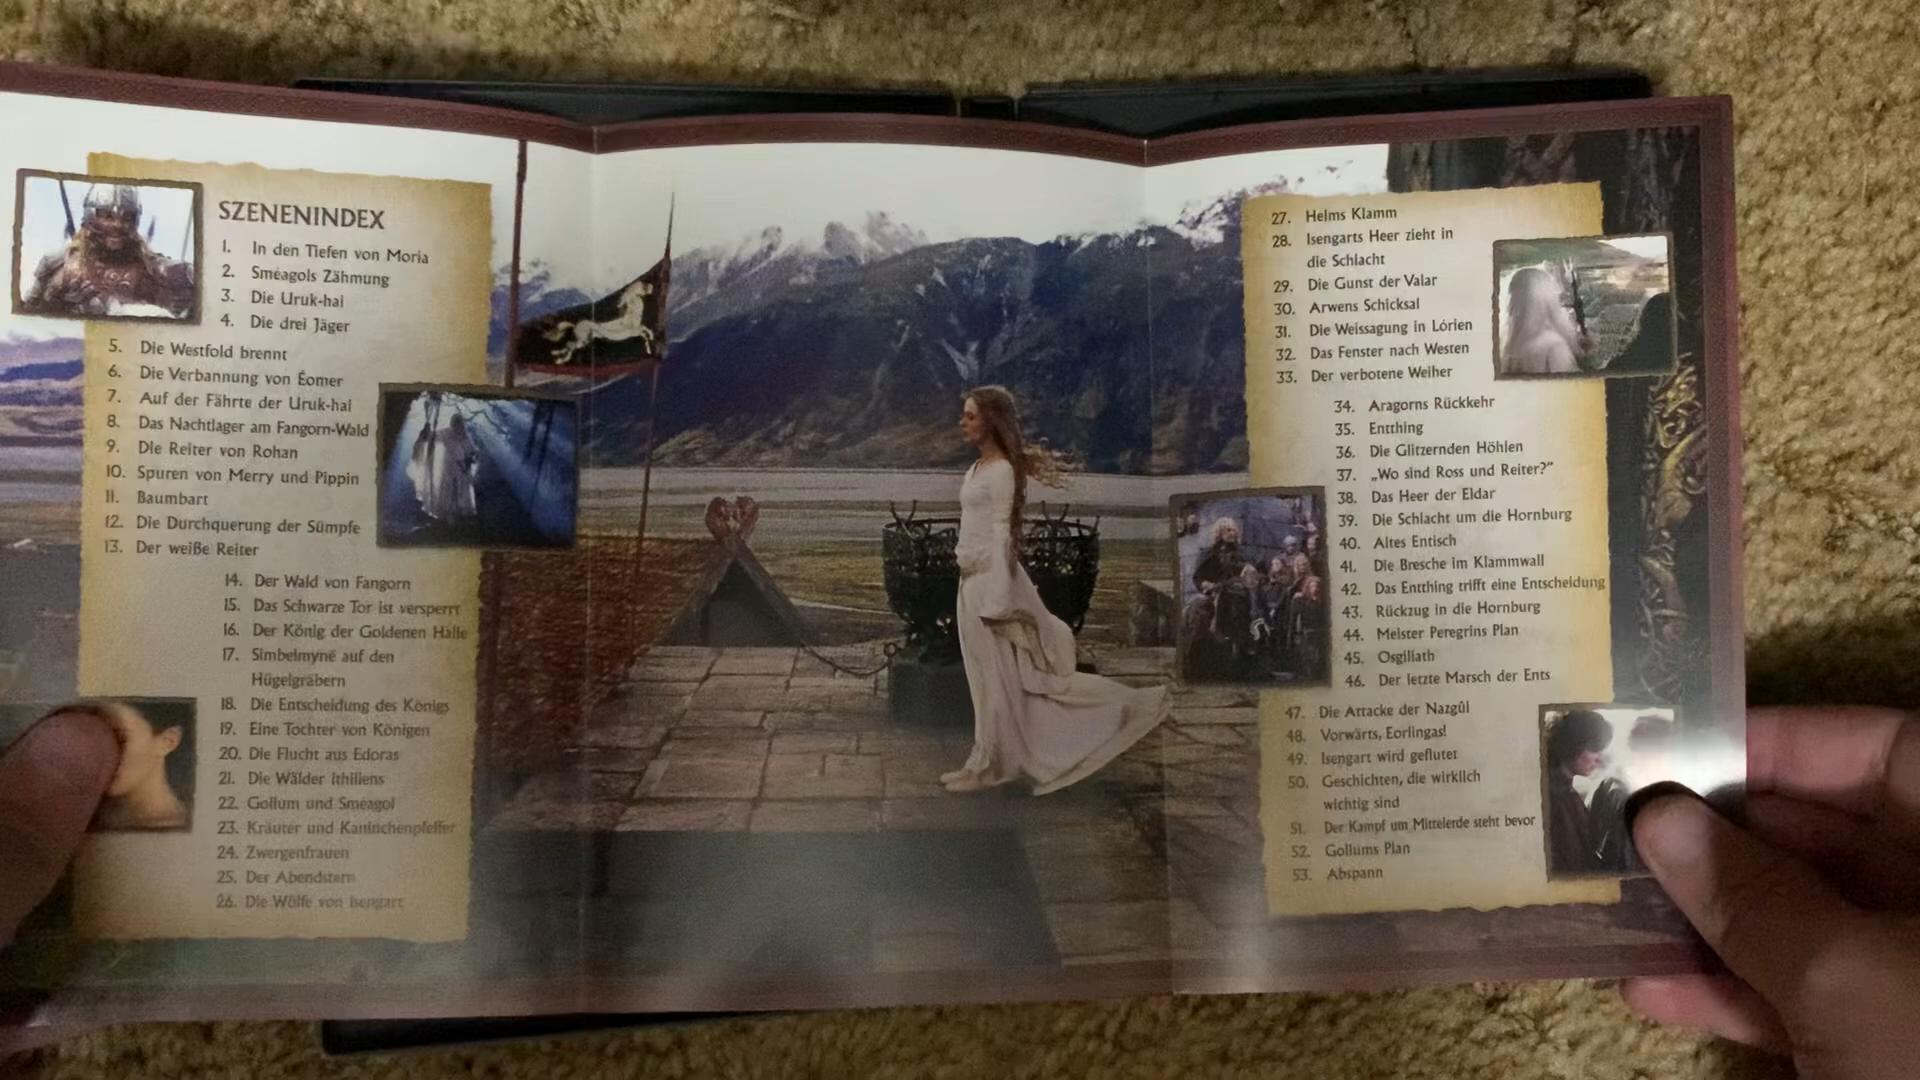 SZENENINDEX
1. In den Tiefen von Moria
2. Sméagols Zähmung
3. Die Uruk-hai
4. Die drei Jäger
5. Die Westfold brennt
6. Die Verbannung von Éomer
7. Auf der Fährte der Uruk-hai
8. Das Nachtlager am Fangorn-Wald
9. Die Reiter von Rohan
10. Spuren von Merry und Pippin
11. Baumbart
12. Die Durchquerung der Sümpfe
13. Der weiße Reiter
14. Der Wald von Fangorn
15. Das Schwarze Tor ist versperrt
16. Der König der Goldenen Halle
17. Simbelmynë auf den
Hügelgräbern
18. Die Entscheidung des Königs
19. Eine Tochter von Königen
20. Die Flucht aus Edoras
21. Die Wälder Ithiliens
22. Gollum und Sméagol
23. Kräuter und Kaninchenpfeffer
24. Zwergenfrauen
25. Der Abendstern
26. Die Wölfe von Isengart
27. Helms Klamm
28. Isengarts Heer zieht in
die Schlacht
29. Die Gunst der Valar
30. Arwens Schicksal
31. Die Weissagung in Lórien
32. Das Fenster nach Westen
33. Der verbotene Weiher
34. Aragorns Rückkehr
35. Entthing
36. Die Glitzernden Höhlen
37. „Wo sind Ross und Reiter?“
38. Das Heer der Eldar
39. Die Schlacht um die Hornburg
40. Altes Entisch
41. Die Bresche im Klammwall
42. Das Entthing trifft eine Entscheidung
43. Rückzug in die Hornburg
44. Meister Peregrins Plan
45. Osgiliath
46. Der letzte Marsch der Ents
47. Die Attacke der Nazgûl
48. Vorwärts, Eorlingas!
49. Isengart wird geflutet
50. Geschichten, die wirklich
wichtig sind
51. Der Kampf um Mittelerde steht bevor
52. Gollums Plan
53. Abspann